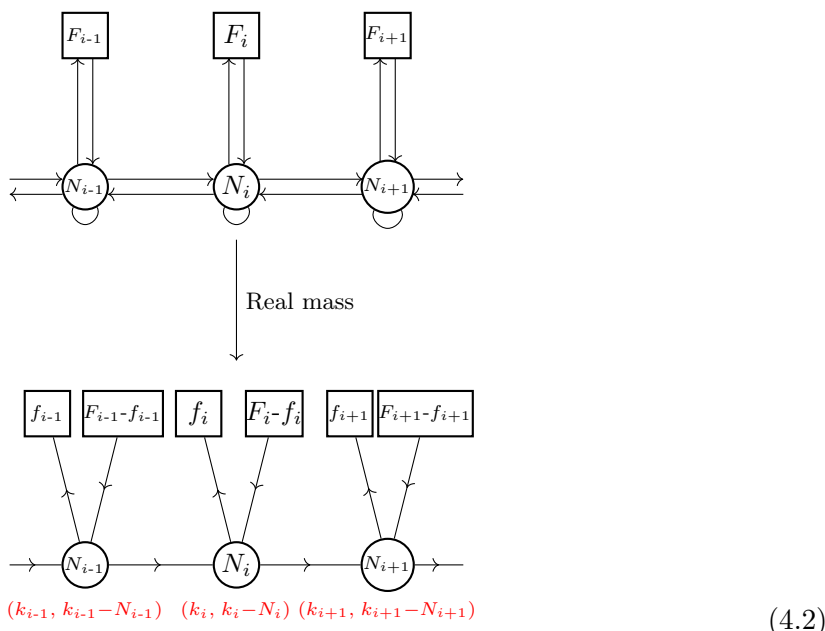 F_{i-1} F_i F_{i+1}
N_{i-1} N_i N_{i+1}
Real mass
f_{i-1} F_{i-1}-f_{i-1} f_i F_i-f_i f_{i+1} F_{i+1}-f_{i+1}
N_{i-1} N_i N_{i+1}
(k_{i-1}, k_{i-1}−N_{i-1}) (k_i, k_i−N_i) (k_{i+1}, k_{i+1}−N_{i+1})
(4.2)